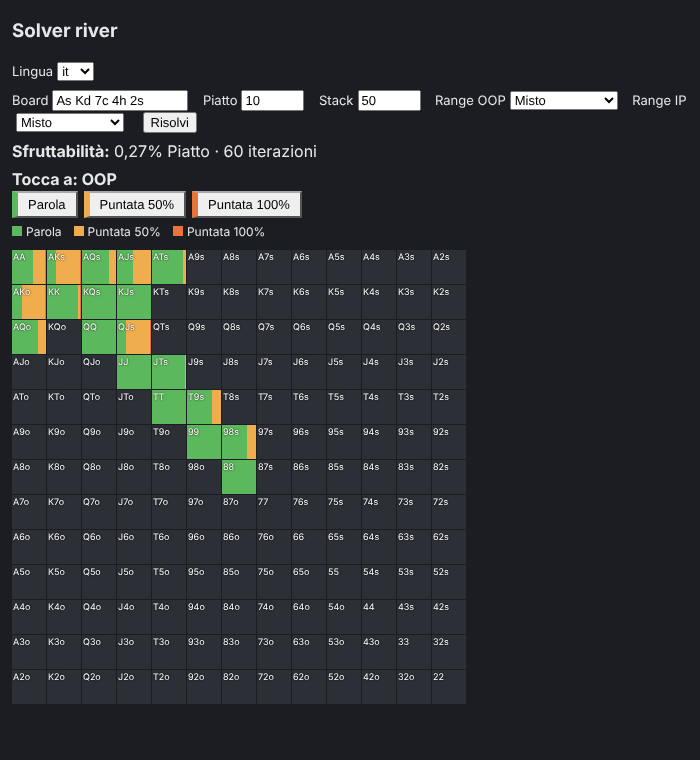 Solver river
Lingua it
Board As Kd 7c 4h 2s Piatto 10 Stack 50 Range OOP Misto Range IP
Misto Risolvi
Sfruttabilità: 0,27% Piatto · 60 iterazioni
Tocca a: OOP
Parola Puntata 50% Puntata 100%
Parola Puntata 50% Puntata 100%
AA AKs AQs AJs ATs A9s A8s A7s A6s A5s A4s A3s A2s
AKo KK KQs KJs KTs K9s K8s K7s K6s K5s K4s K3s K2s
AQo KQo QQ QJs QTs Q9s Q8s Q7s Q6s Q5s Q4s Q3s Q2s
AJo KJo QJo JJ JTs J9s J8s J7s J6s J5s J4s J3s J2s
ATo KTo QTo JTo TT T9s T8s T7s T6s T5s T4s T3s T2s
A9o K9o Q9o J9o T9o 99 98s 97s 96s 95s 94s 93s 92s
A8o K8o Q8o J8o T8o 98o 88 87s 86s 85s 84s 83s 82s
A7o K7o Q7o J7o T7o 97o 87o 77 76s 75s 74s 73s 72s
A6o K6o Q6o J6o T6o 96o 86o 76o 66 65s 64s 63s 62s
A5o K5o Q5o J5o T5o 95o 85o 75o 65o 55 54s 53s 52s
A4o K4o Q4o J4o T4o 94o 84o 74o 64o 54o 44 43s 42s
A3o K3o Q3o J3o T3o 93o 83o 73o 63o 53o 43o 33 32s
A2o K2o Q2o J2o T2o 92o 82o 72o 62o 52o 42o 32o 22